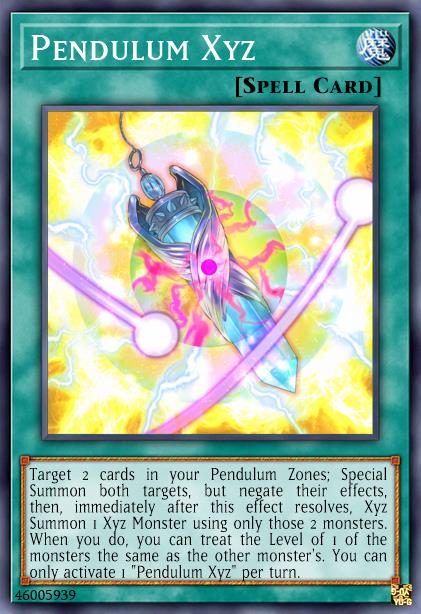 Pendulum Xyz
魔
[Spell Card]
Target 2 cards in your Pendulum Zones; Special
Summon both targets, but negate their effects,
then, immediately after this effect resolves, Xyz
Summon 1 Xyz Monster using only those 2 monsters.
When you do, you can treat the Level of 1 of the
monsters the same as the other monster's. You can
only activate 1 "Pendulum Xyz" per turn.
46005939